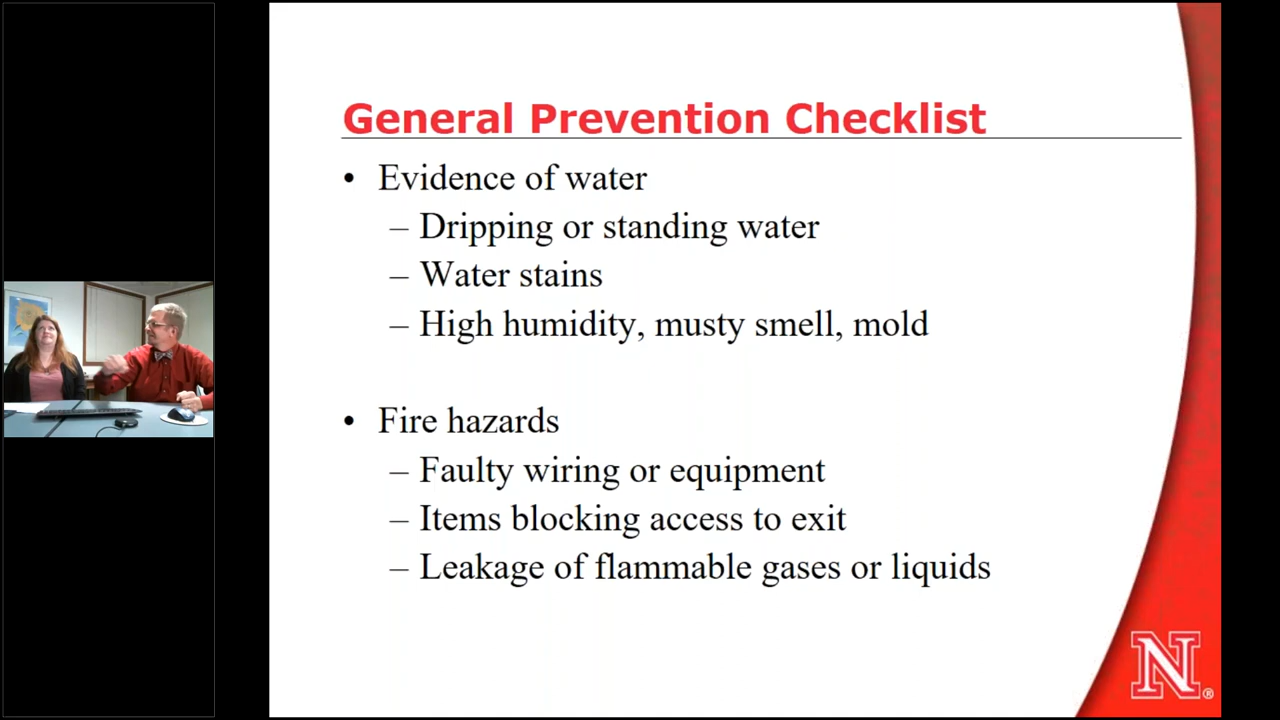 General Prevention Checklist
• Evidence of water
– Dripping or standing water
– Water stains
– High humidity, musty smell, mold
• Fire hazards
– Faulty wiring or equipment
– Items blocking access to exit
– Leakage of flammable gases or liquids
N®